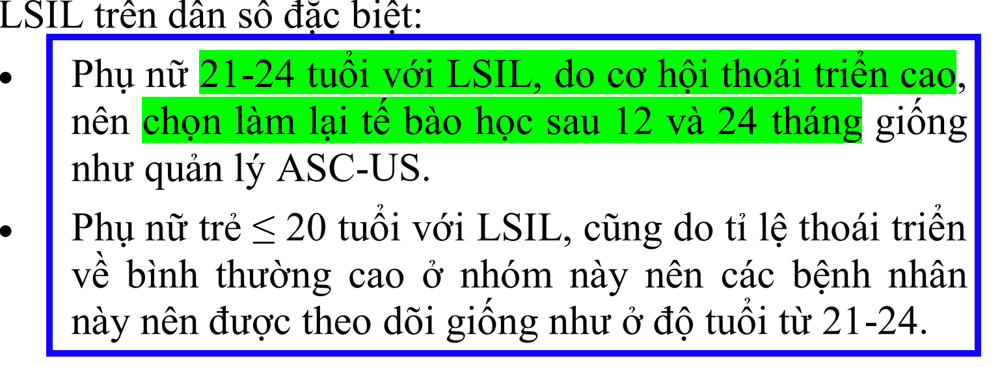 LSIL trên dân số đặc biệt:
• Phụ nữ 21-24 tuổi với LSIL, do cơ hội thoái triển cao,
nên chọn làm lại tế bào học sau 12 và 24 tháng giống
như quản lý ASC-US.
• Phụ nữ trẻ ≤ 20 tuổi với LSIL, cũng do tỉ lệ thoái triển
về bình thường cao ở nhóm này nên các bệnh nhân
này nên được theo dõi giống như ở độ tuổi từ 21-24.